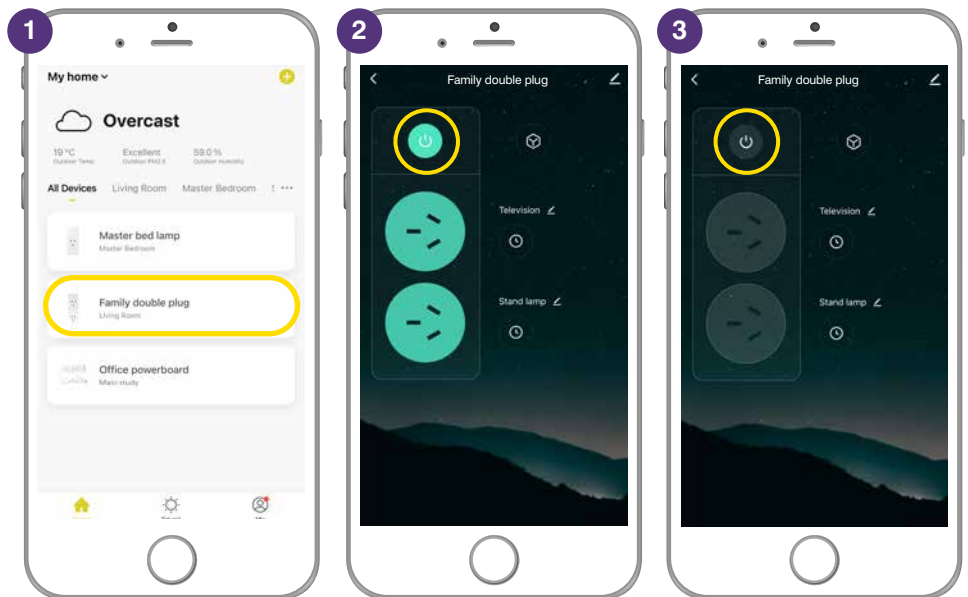 1
My home
Overcast
19 °C Excellent 59.0 %
Outdoor Temp Outdoor PM2.5 Outdoor Humidity
All Devices Living Room Master Bedroom
Master bed lamp
Master Bedroom
Family double plug
Living Room
Office powerboard
Main study
2
Family double plug
Television
Stand lamp
3
Family double plug
Television
Stand lamp